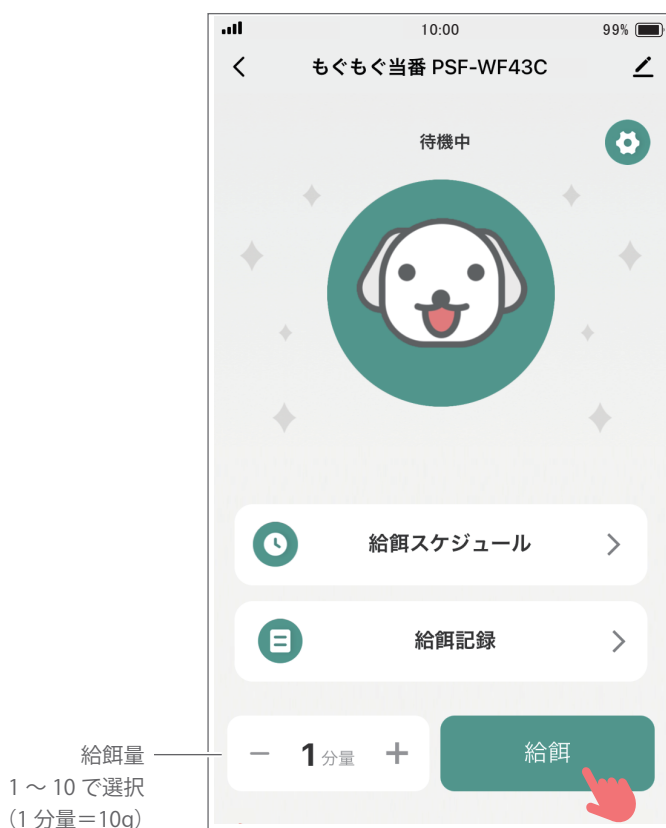 10:00
99%
もぐもぐ当番 PSF-WF43C
待機中
給餌スケジュール
給餌記録
給餌量
1 ～ 10 で選択
（1 分量＝10g）
− 1 分量 +
給餌